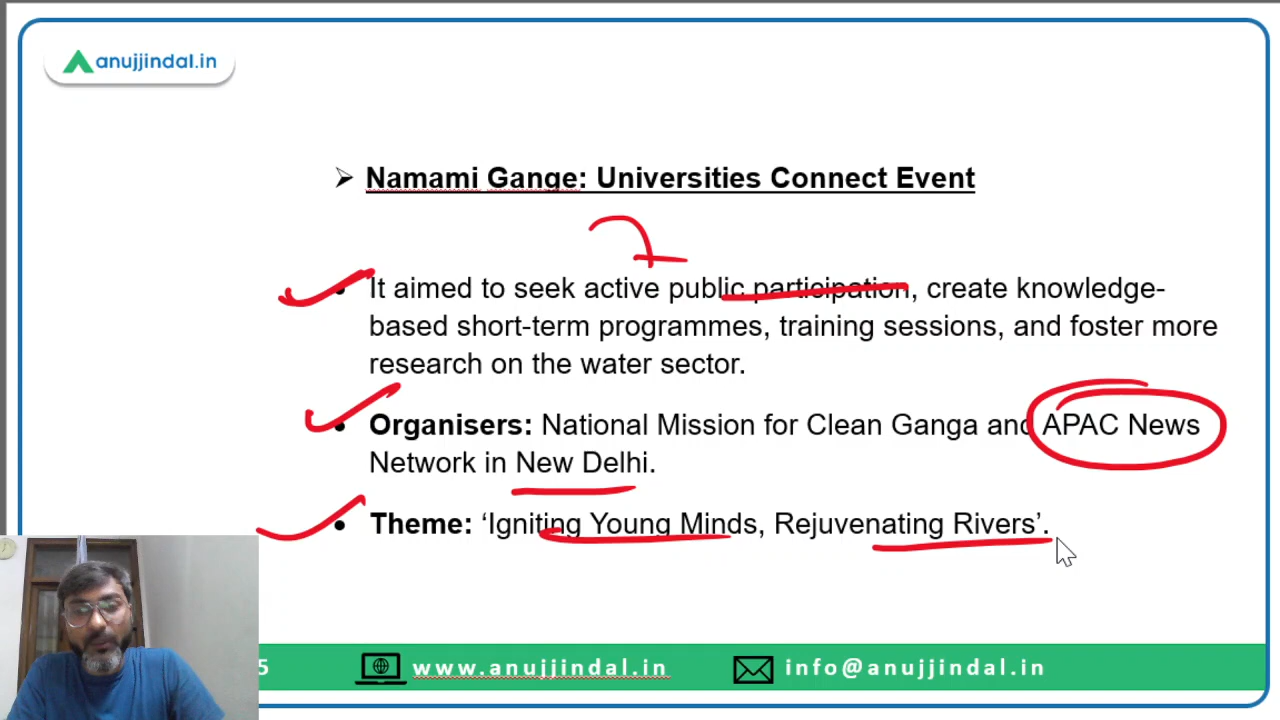 anujjindal.in
➢ Namami Gange: Universities Connect Event
• It aimed to seek active public participation, create knowledge-
based short-term programmes, training sessions, and foster more
research on the water sector.
• Organisers: National Mission for Clean Ganga and APAC News
Network in New Delhi.
• Theme: ‘Igniting Young Minds, Rejuvenating Rivers’.
5 www.anujjindal.in info@anujjindal.in